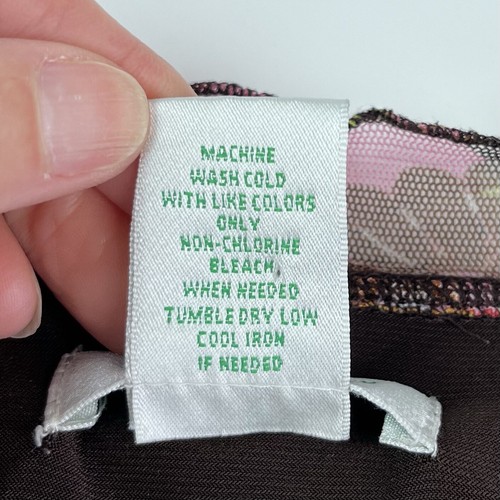 MACHINE
WASH COLD
WITH LIKE COLORS
ONLY
NON-CHLORINE
BLEACH
WHEN NEEDED
TUMBLE DRY LOW
COOL IRON
IF NEEDED